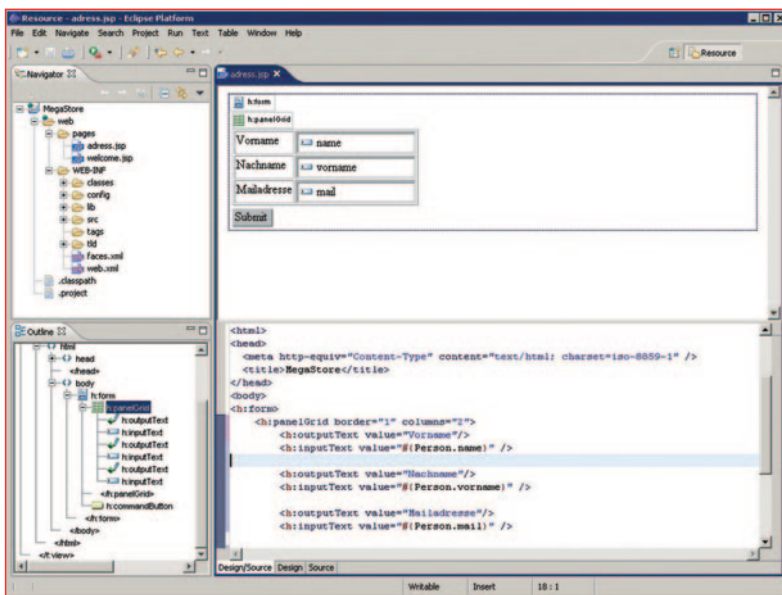 Resource - adress.jsp - Eclipse Platform
File Edit Navigate Search Project Run Text Table Window Help
Resource
Navigator
MegaStore
web
pages
adress.jsp
welcome.jsp
WEB-INF
classes
config
lib
src
tags
tld
faces.xml
web.xml
.classpath
.project
adress.jsp
h:form
h:panelGrid
Vorname name
Nachname vorname
Mailadresse mail
Submit
Outline
html
head
</head>
body
h:form
h:panelGrid
h:outputText
h:inputText
h:outputText
h:inputText
h:outputText
h:inputText
</h:panelGrid>
h:commandButton
</h:form>
</body>
</html>
</f:view>
<html>
<head>
<meta http-equiv="Content-Type" content="text/html; charset=iso-8859-1" />
<title>MegaStore</title>
</head>
<body>
<h:form>
<h:panelGrid border="1" columns="2">
<h:outputText value="Vorname"/>
<h:inputText value="#{Person.name}" />
<h:outputText value="Nachname"/>
<h:inputText value="#{Person.vorname}" />
<h:outputText value="Mailadresse"/>
<h:inputText value="#{Person.mail}" />
Design/Source Design Source
Writable Insert 18 : 1